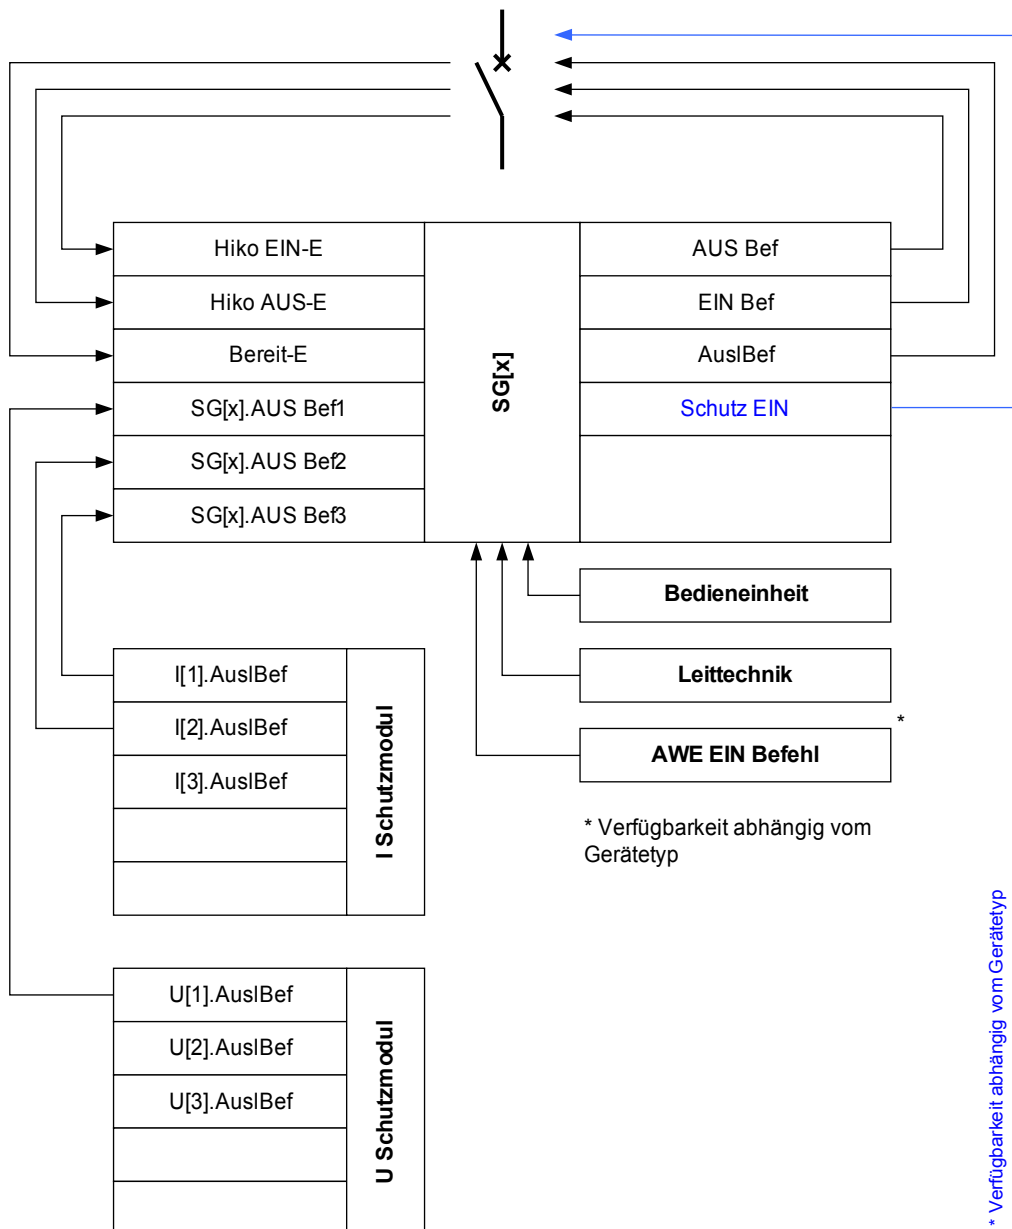 Hiko EIN-E
Hiko AUS-E
Bereit-E
SG[x].AUS Bef1
SG[x].AUS Bef2
SG[x].AUS Bef3
SG[x]
AUS Bef
EIN Bef
AuslBef
Schutz EIN
Bedieneinheit
Leittechnik
*
AWE EIN Befehl
* Verfügbarkeit abhängig vom
Gerätetyp
I[1].AuslBef
I[2].AuslBef
I[3].AuslBef
I Schutzmodul
U[1].AuslBef
U[2].AuslBef
U[3].AuslBef
U Schutzmodul
* Verfügbarkeit abhängig vom Gerätetyp